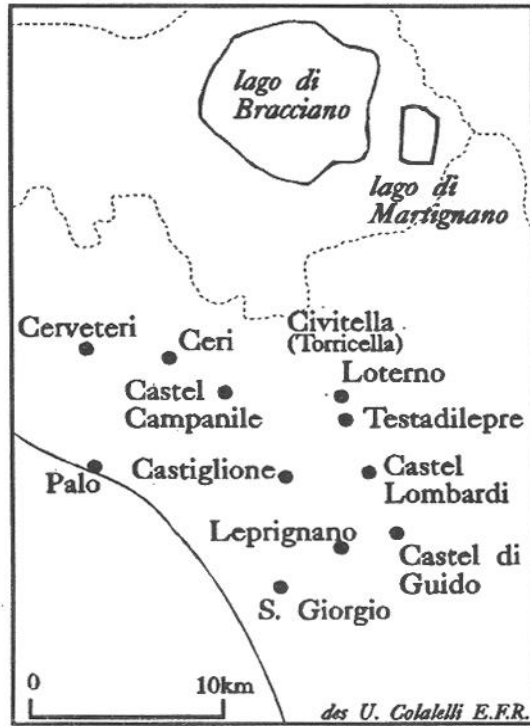 lago di
Bracciano
lago di
Martignano
Cerveteri
Ceri
Civitella
(Torricella)
Loterno
Castel
Campanile
Testadilepre
Palo
Castiglione
Castel
Lombardi
Leprignano
Castel di
Guido
S. Giorgio
0
10km
des U. Colalelli E.F.R.